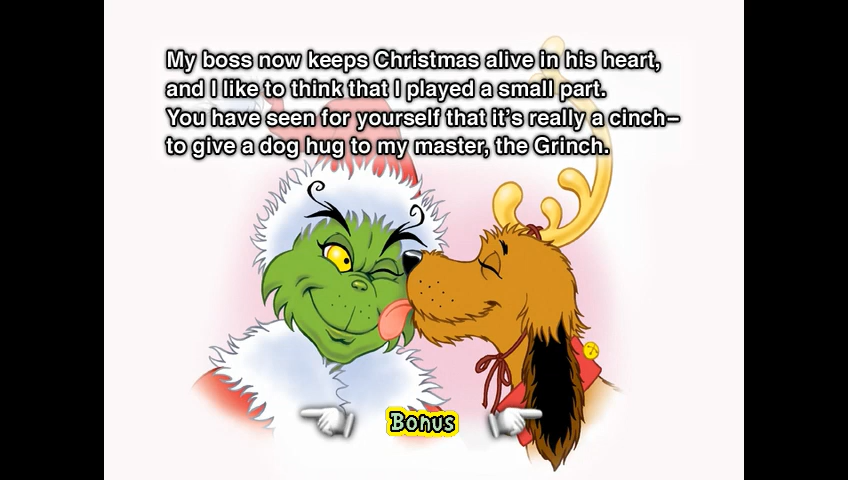 My boss now keeps Christmas alive in his heart,
and I like to think that I played a small part.
You have seen for yourself that it's really a cinch–
to give a dog hug to my master, the Grinch.
Bonus